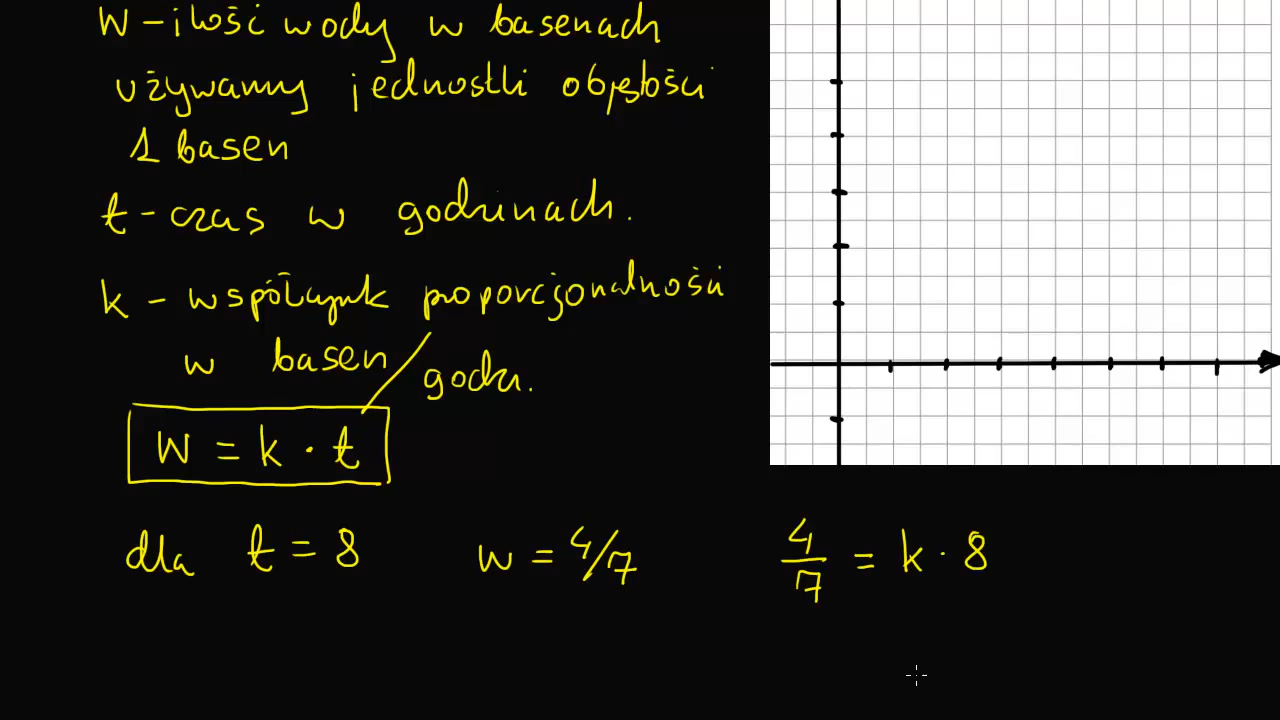 W - ilość wody w basenach
używamy jednostki objętości
1 basen
t - czas w godzinach.
k - współczynk proporcjonalności
w basen / godz.
W = k · t
dla t = 8 w = 4/7 4/7 = k · 8